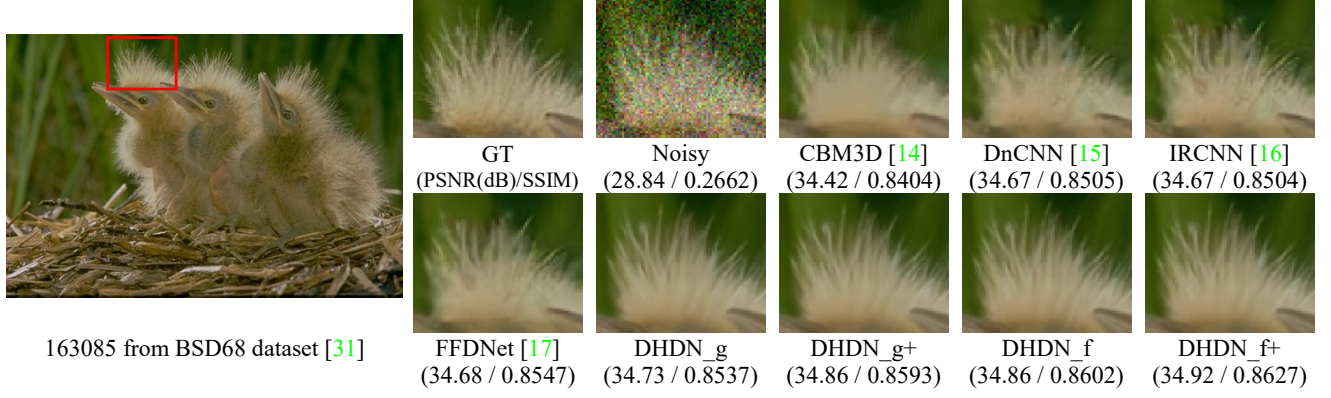 GT
(PSNR(dB)/SSIM)
Noisy
(28.84 / 0.2662)
CBM3D [14]
(34.42 / 0.8404)
DnCNN [15]
(34.67 / 0.8505)
IRCNN [16]
(34.67 / 0.8504)
163085 from BSD68 dataset [31]
FFDNet [17]
(34.68 / 0.8547)
DHDN_g
(34.73 / 0.8537)
DHDN_g+
(34.86 / 0.8593)
DHDN_f
(34.86 / 0.8602)
DHDN_f+
(34.92 / 0.8627)